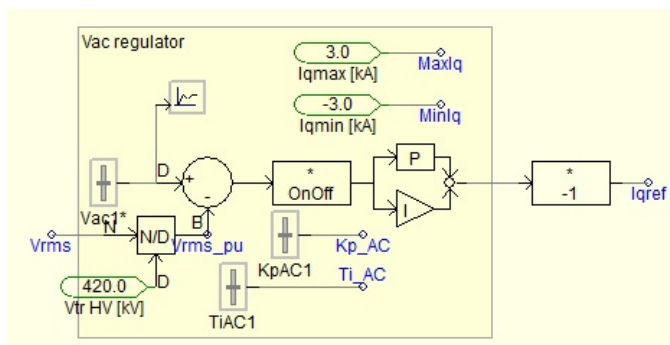 Vac regulator
3.0
Iqmax [kA]
MaxIq
-3.0
Iqmin [kA]
MinIq
D
+
-
*
OnOff
P
I
*
-1
Iqref
Vac1*
N
N/D
B
Vrms
Vrms_pu
D
420.0
Vtr HV [kV]
KpAC1
Kp_AC
TiAC1
Ti_AC